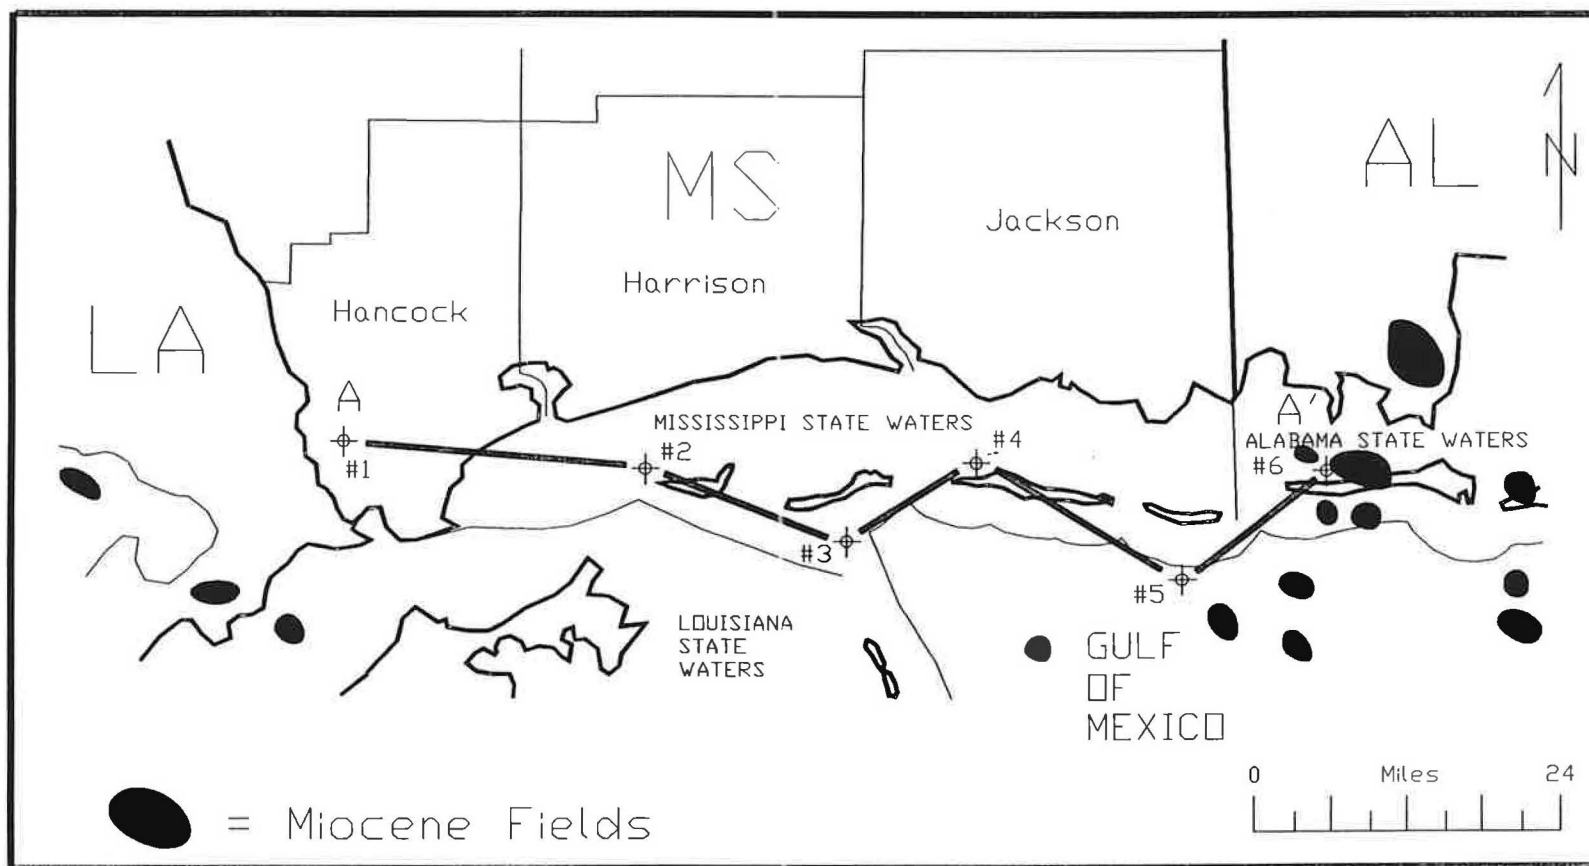 MS
AL
N
Jackson
Harrison
Hancock
LA
A
#1
#2
MISSISSIPPI STATE WATERS
#4
A'
ALABAMA STATE WATERS
#6
#3
#5
LOUISIANA
STATE
WATERS
GULF
OF
MEXICO
0 Miles 24
= Miocene Fields